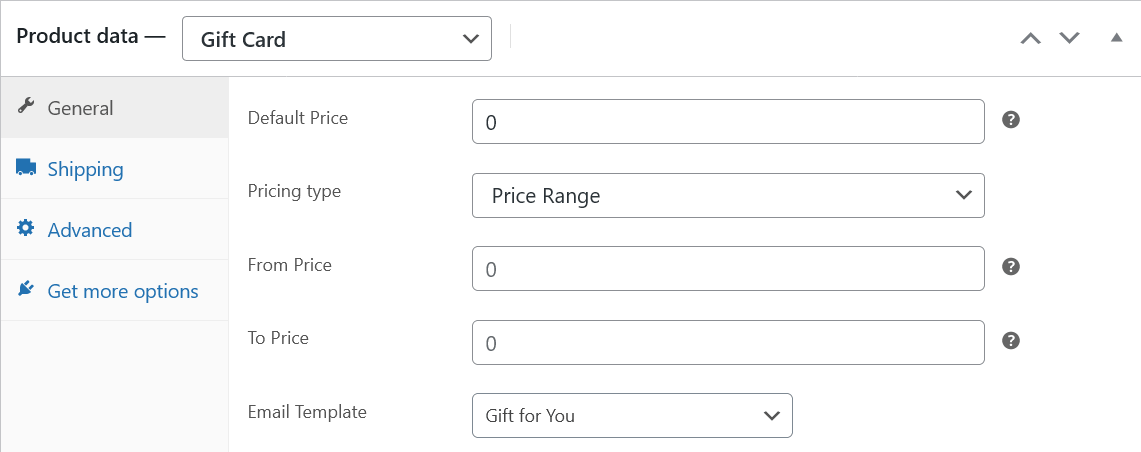 Product data — Gift Card
General
Shipping
Advanced
Get more options
Default Price 0
Pricing type Price Range
From Price 0
To Price 0
Email Template Gift for You